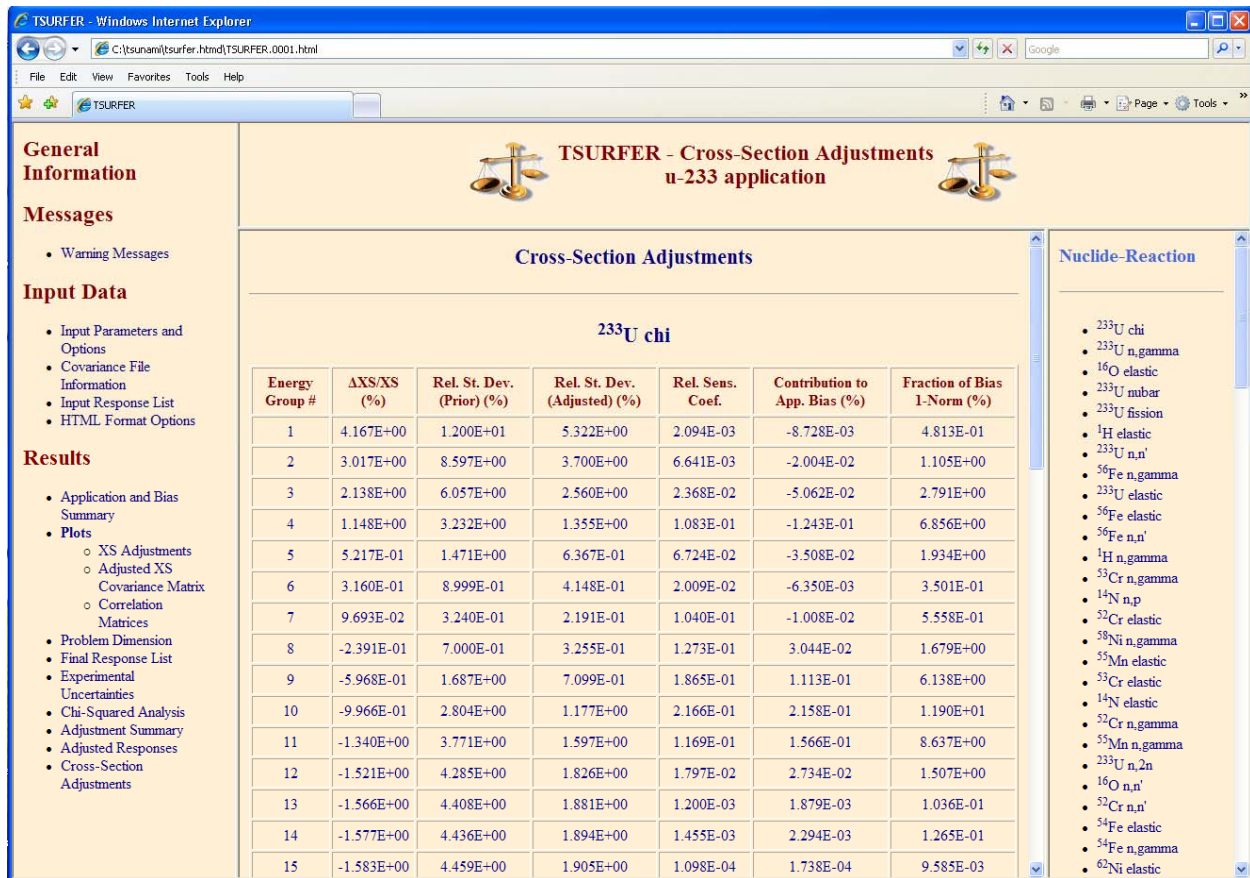 TSURFER - Windows Internet Explorer
C:\tsunami\tsurfer.htmd\TSURFER.0001.html
Google
File Edit View Favorites Tools Help
TSURFER
Page
Tools
General
Information
Messages
Warning Messages
Input Data
Input Parameters and
Options
Covariance File
Information
Input Response List
HTML Format Options
Results
Application and Bias
Summary
Plots
XS Adjustments
Adjusted XS
Covariance Matrix
Correlation
Matrices
Problem Dimension
Final Response List
Experimental
Uncertainties
Chi-Squared Analysis
Adjustment Summary
Adjusted Responses
Cross-Section
Adjustments
TSURFER - Cross-Section Adjustments
u-233 application
Cross-Section Adjustments
²³³U chi
Energy Group # ΔXS/XS (%) Rel. St. Dev. (Prior) (%) Rel. St. Dev. (Adjusted) (%) Rel. Sens. Coef. Contribution to App. Bias (%) Fraction of Bias 1-Norm (%)
1 4.167E+00 1.200E+01 5.322E+00 2.094E-03 -8.728E-03 4.813E-01
2 3.017E+00 8.597E+00 3.700E+00 6.641E-03 -2.004E-02 1.105E+00
3 2.138E+00 6.057E+00 2.560E+00 2.368E-02 -5.062E-02 2.791E+00
4 1.148E+00 3.232E+00 1.355E+00 1.083E-01 -1.243E-01 6.856E+00
5 5.217E-01 1.471E+00 6.367E-01 6.724E-02 -3.508E-02 1.934E+00
6 3.160E-01 8.999E-01 4.148E-01 2.009E-02 -6.350E-03 3.501E-01
7 9.693E-02 3.240E-01 2.191E-01 1.040E-01 -1.008E-02 5.558E-01
8 -2.391E-01 7.000E-01 3.255E-01 1.273E-01 3.044E-02 1.679E+00
9 -5.968E-01 1.687E+00 7.099E-01 1.865E-01 1.113E-01 6.138E+00
10 -9.966E-01 2.804E+00 1.177E+00 2.166E-01 2.158E-01 1.190E+01
11 -1.340E+00 3.771E+00 1.597E+00 1.169E-01 1.566E-01 8.637E+00
12 -1.521E+00 4.285E+00 1.826E+00 1.797E-02 2.734E-02 1.507E+00
13 -1.566E+00 4.408E+00 1.881E+00 1.200E-03 1.879E-03 1.036E-01
14 -1.577E+00 4.436E+00 1.894E+00 1.455E-03 2.294E-03 1.265E-01
15 -1.583E+00 4.459E+00 1.905E+00 1.098E-04 1.738E-04 9.585E-03
Nuclide-Reaction
²³³U chi
²³³U n,gamma
¹⁶O elastic
²³³U nubar
²³³U fission
¹H elastic
²³³U n,n'
⁵⁶Fe n,gamma
²³³U elastic
⁵⁶Fe elastic
⁵⁶Fe n,n'
¹H n,gamma
⁵³Cr n,gamma
¹⁴N n,p
⁵²Cr elastic
⁵⁸Ni n,gamma
⁵⁵Mn elastic
⁵³Cr elastic
¹⁴N elastic
⁵²Cr n,gamma
⁵⁵Mn n,gamma
²³³U n,2n
¹⁶O n,n'
⁵²Cr n,n'
⁵⁴Fe elastic
⁵⁴Fe n,gamma
⁶²Ni elastic